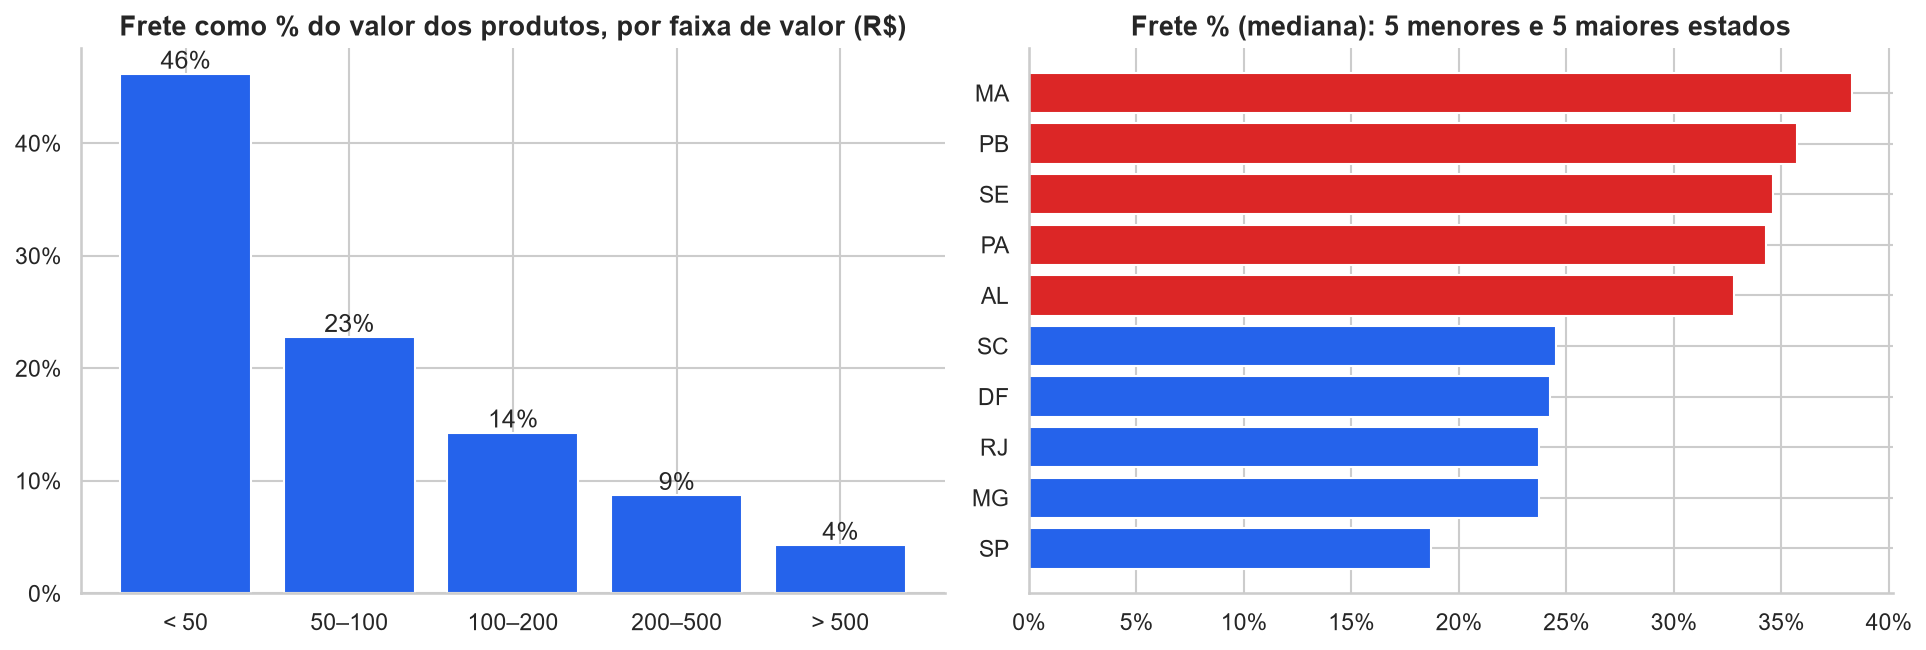 Frete como % do valor dos produtos, por faixa de valor (R$)
46%
23%
14%
9%
4%
40%
30%
20%
10%
0%
< 50
50–100
100–200
200–500
> 500
Frete % (mediana): 5 menores e 5 maiores estados
MA
PB
SE
PA
AL
SC
DF
RJ
MG
SP
0%
5%
10%
15%
20%
25%
30%
35%
40%